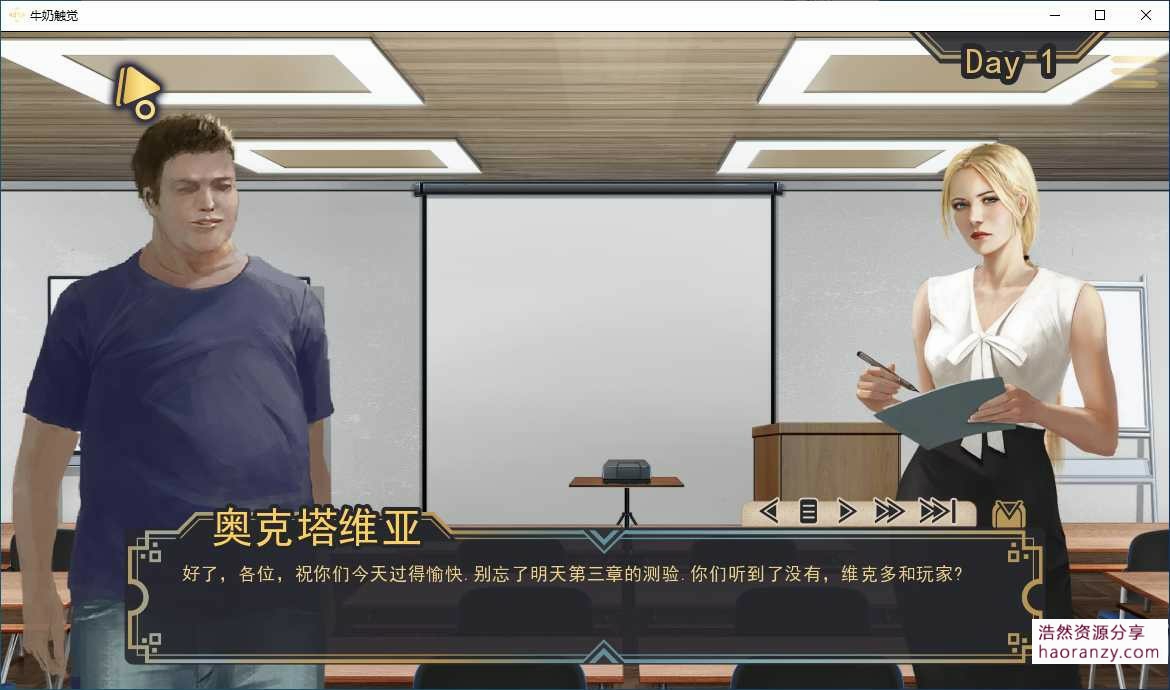 牛奶触觉
Day 1
奥克塔维亚
好了，各位，祝你们今天过得愉快.别忘了明天第三章的测验.你们听到了没有，维克多和玩家?
浩然资源分享
haoranzy.com